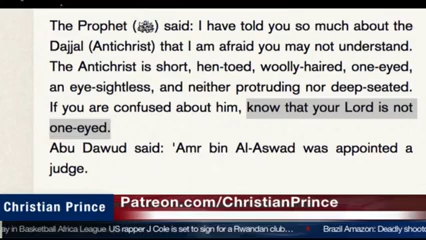 The Prophet (ﷺ) said: I have told you so much about the
Dajjal (Antichrist) that I am afraid you may not understand.
The Antichrist is short, hen-toed, woolly-haired, one-eyed,
an eye-sightless, and neither protruding nor deep-seated.
If you are confused about him, know that your Lord is not
one-eyed.
Abu Dawud said: 'Amr bin Al-Aswad was appointed a
judge.
Christian Prince
Patreon.com/ChristianPrince
ay in Basketball Africa League US rapper J Cole is set to sign for a Rwandan club… Brazil Amazon: Deadly shooto